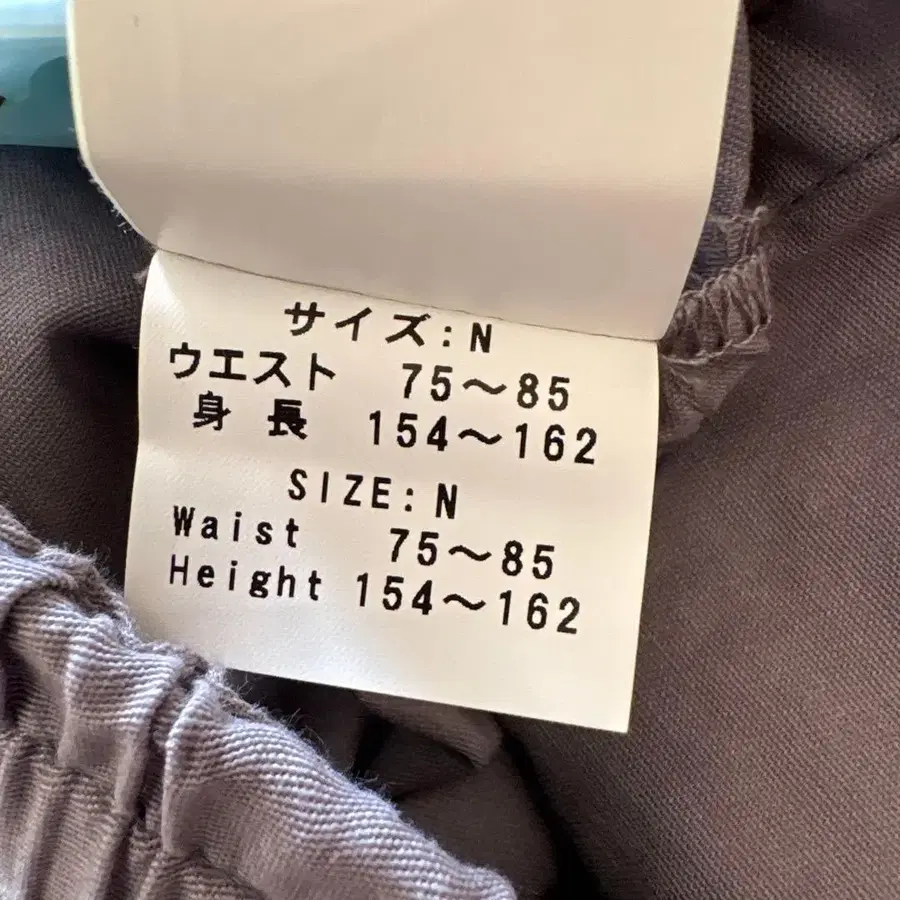 サイズ:N
ウエスト 75〜85
身 長 154〜162
SIZE:N
Waist 75〜85
Height 154〜162